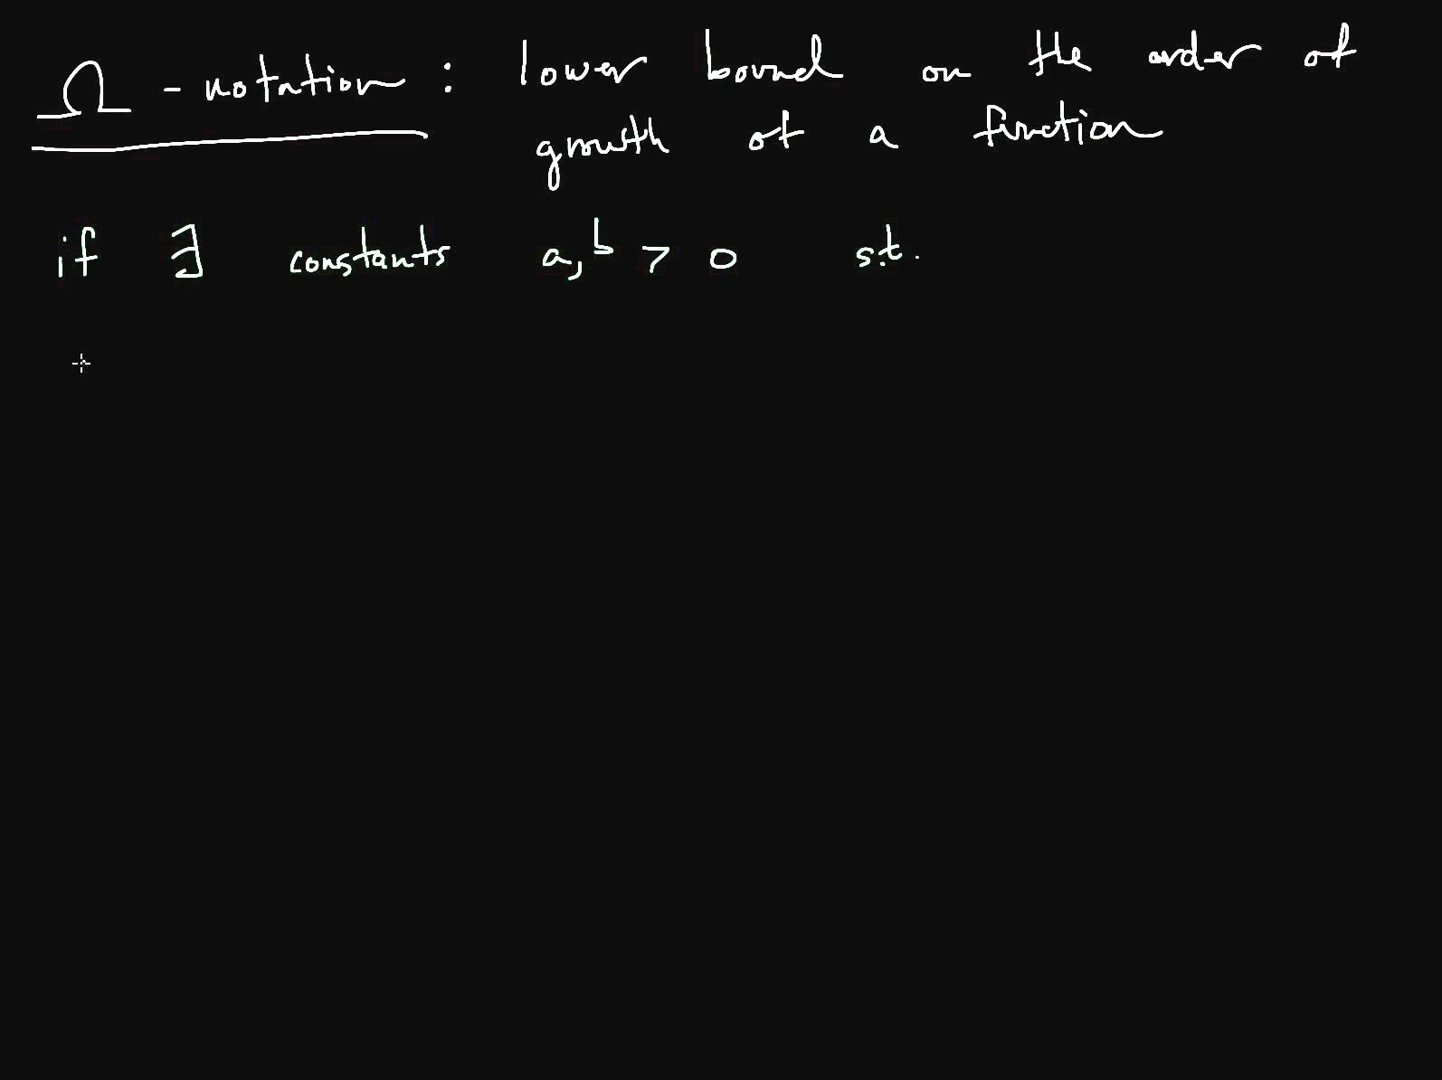 Ω - notation : lower bound on the order of
growth of a function
if ∃ constants a, b > 0 s.t.